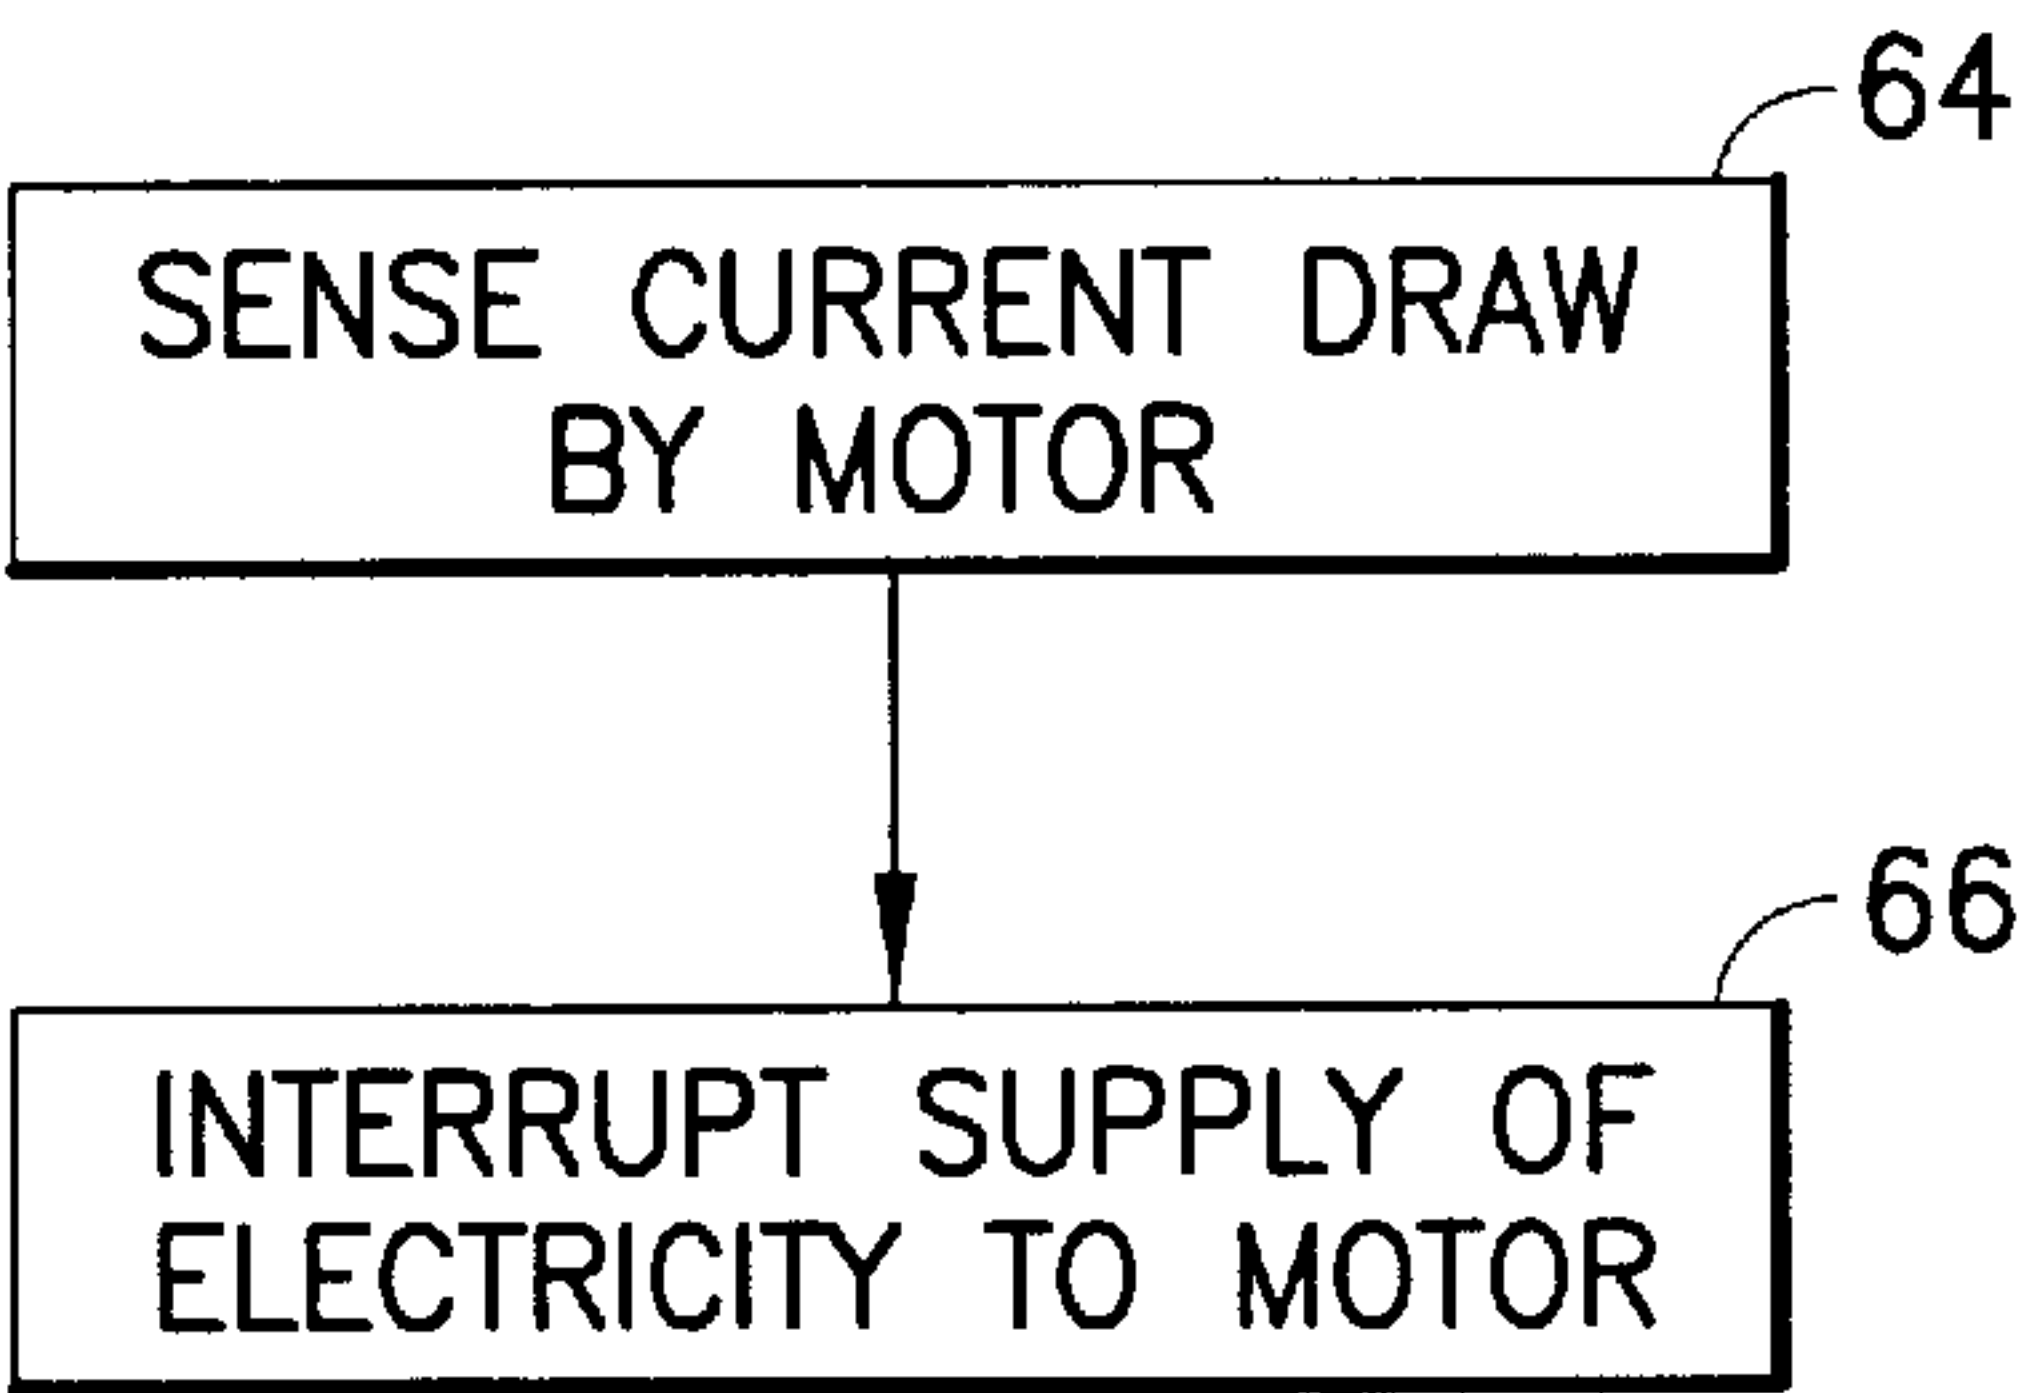 64
SENSE CURRENT DRAW
BY MOTOR
66
INTERRUPT SUPPLY OF
ELECTRICITY TO MOTOR